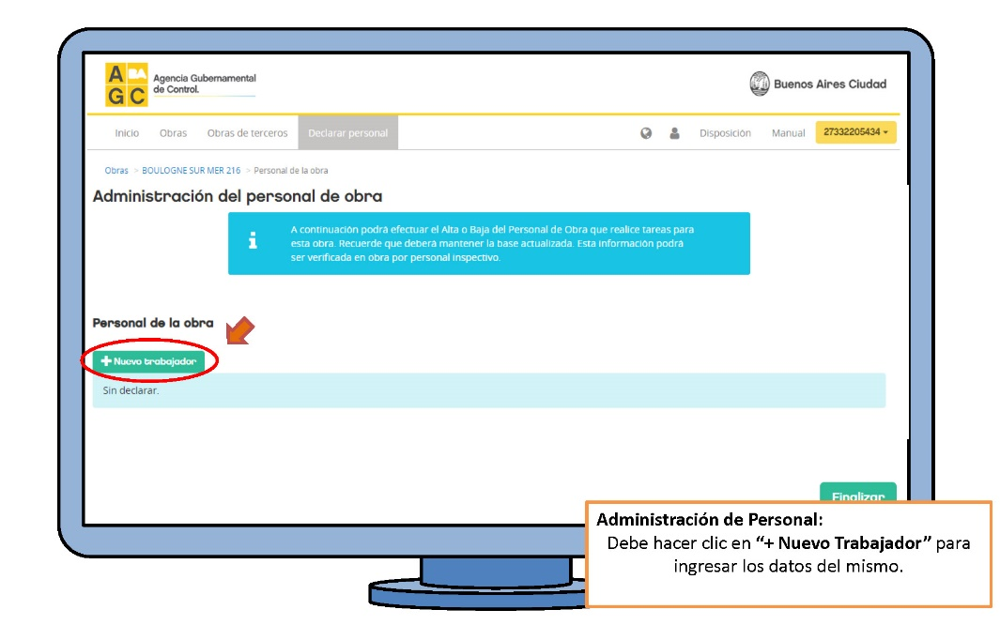 A BA
G C
Agencia Gubernamental
de Control.
Buenos Aires Ciudad
Inicio Obras Obras de terceros Declarar personal Disposición Manual 27332205434
Obras > BOULOGNE SUR MER 216 > Personal de la obra
Administración del personal de obra
A continuación podrá efectuar el Alta o Baja del Personal de Obra que realice tareas para
esta obra. Recuerde que deberá mantener la base actualizada. Esta información podrá
ser verificada en obra por personal inspectivo.
Personal de la obra
+ Nuevo trabajador
Sin declarar.
Finalizar
Administración de Personal:
Debe hacer clic en “+ Nuevo Trabajador” para
ingresar los datos del mismo.